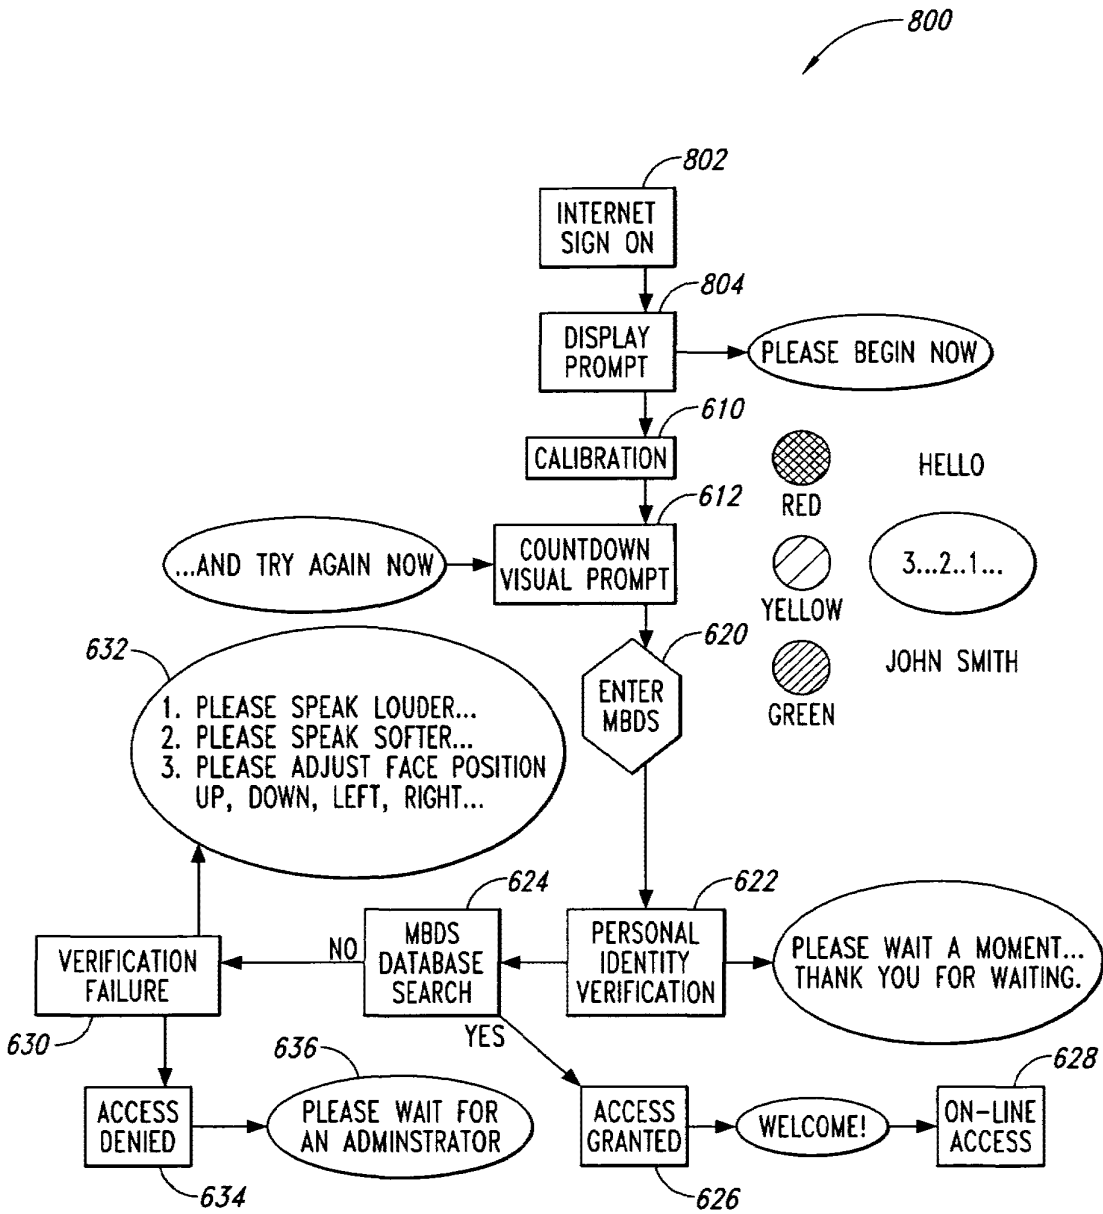 800
802
INTERNET
SIGN ON
804
DISPLAY
PROMPT
PLEASE BEGIN NOW
610
CALIBRATION
RED
HELLO
612
COUNTDOWN
VISUAL PROMPT
...AND TRY AGAIN NOW
YELLOW
3...2..1...
620
ENTER
MBDS
GREEN
JOHN SMITH
632
1. PLEASE SPEAK LOUDER...
2. PLEASE SPEAK SOFTER...
3. PLEASE ADJUST FACE POSITION
UP, DOWN, LEFT, RIGHT...
624
MBDS
DATABASE
SEARCH
622
PERSONAL
IDENTITY
VERIFICATION
PLEASE WAIT A MOMENT...
THANK YOU FOR WAITING.
NO
VERIFICATION
FAILURE
630
YES
636
628
ACCESS
DENIED
634
PLEASE WAIT FOR
AN ADMINSTRATOR
ACCESS
GRANTED
626
WELCOME!
ON-LINE
ACCESS